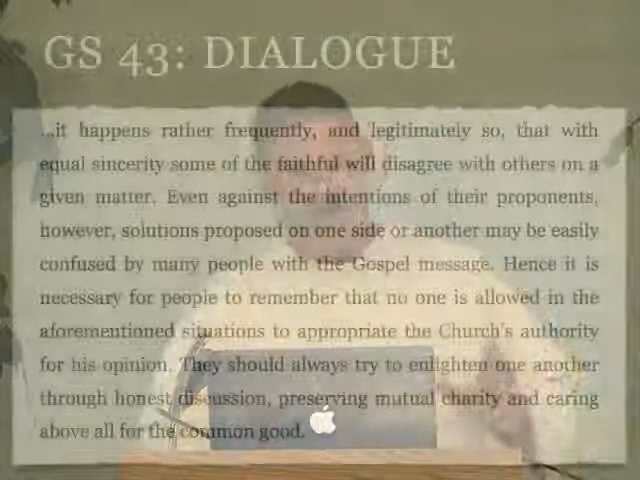 GS 43: DIALOGUE
...it happens rather frequently, and legitimately so, that with
equal sincerity some of the faithful will disagree with others on a
given matter. Even against the intentions of their proponents,
however, solutions proposed on one side or another may be easily
confused by many people with the Gospel message. Hence it is
necessary for people to remember that no one is allowed in the
aforementioned situations to appropriate the Church's authority
for his opinion. They should always try to enlighten one another
through honest discussion, preserving mutual charity and caring
above all for the common good.